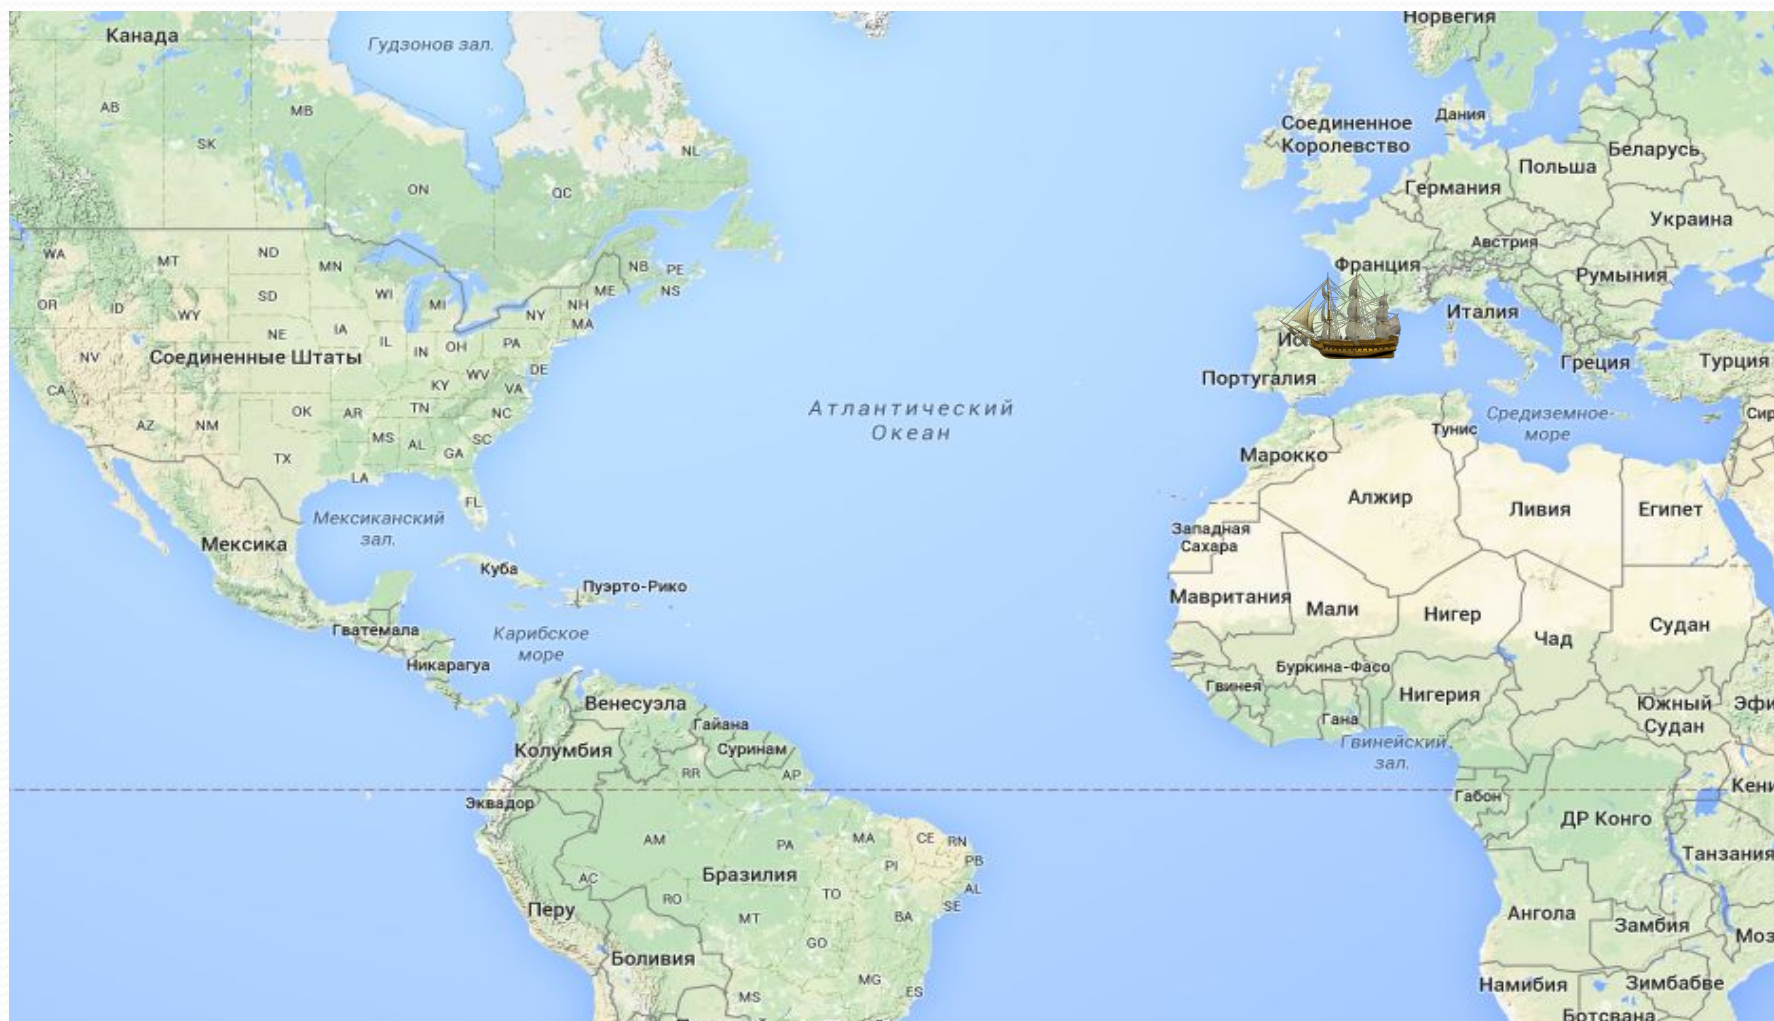 Канада
Гудзонов зал.
Норвегия
AB
MB
SK
NL
ON
QC
Соединенное
Королевство
Дания
Беларусь
Польша
Германия
Украина
Австрия
Франция
Румыния
Италия
Греция
Турция
Португалия
WA
MT
ND
MN
NB
PE
OR
ID
SD
WI
MI
ME
NS
WY
NH
NY
MA
NE
IA
IL
IN
OH
PA
NV
Соединенные Штаты
DE
WV
KY
VA
CA
OK
AR
TN
NC
AZ
NM
MS
AL
SC
GA
TX
LA
FL
Атлантический
Океан
Средиземное
море
Сир
Тунис
Марокко
Алжир
Ливия
Египет
Западная
Сахара
Мексиканский
зал.
Мексика
Куба
Пуэрто-Рико
Мавритания
Мали
Нигер
Чад
Судан
Гватемала
Карибское
море
Никарагуа
Буркина-Фасо
Гвинея
Нигерия
Гана
Южный
Судан
Эфи
Гвинейский
зал.
Венесуэла
Гайана
Колумбия
Суринам
RR
AP
Эквадор
Габон
Кени
ДР Конго
Танзания
AM
PA
MA
CE
RN
PI
PB
Бразилия
AC
RO
TO
AL
SE
Перу
MT
BA
GO
Ангола
Замбия
Моз
Боливия
MG
ES
MS
Намибия
Зимбабве
Ботсвана